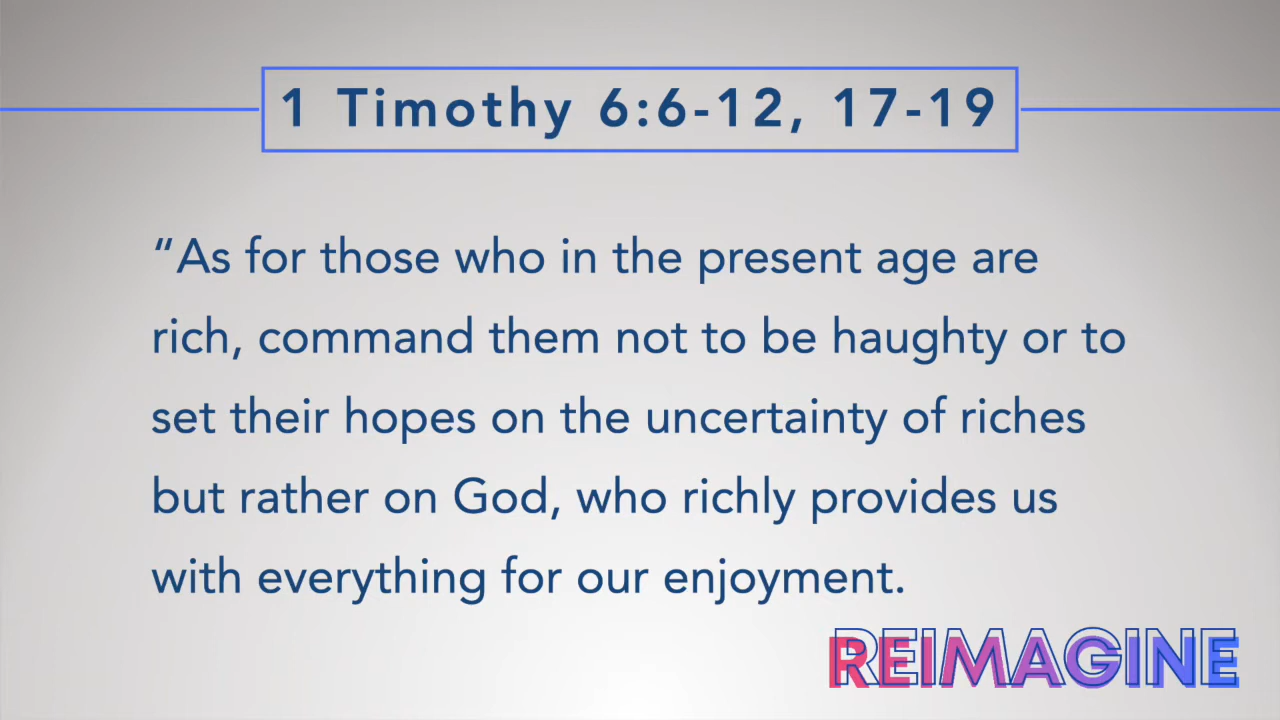 1 Timothy 6:6-12, 17-19
“As for those who in the present age are
rich, command them not to be haughty or to
set their hopes on the uncertainty of riches
but rather on God, who richly provides us
with everything for our enjoyment.
REIMAGINE